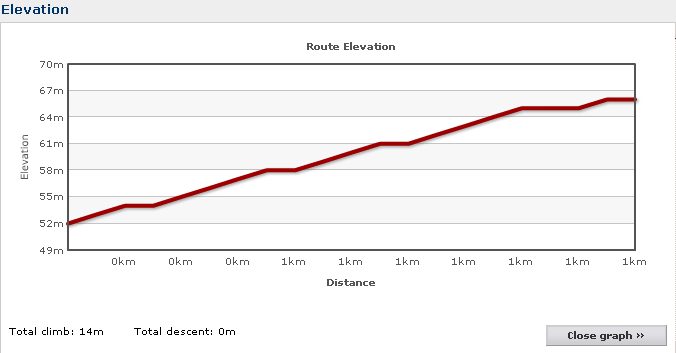 Elevation
Route Elevation
70m
67m
64m
61m
58m
55m
52m
49m
Elevation
0km 0km 0km 1km 1km 1km 1km 1km 1km 1km
Distance
Total climb: 14m Total descent: 0m
Close graph »